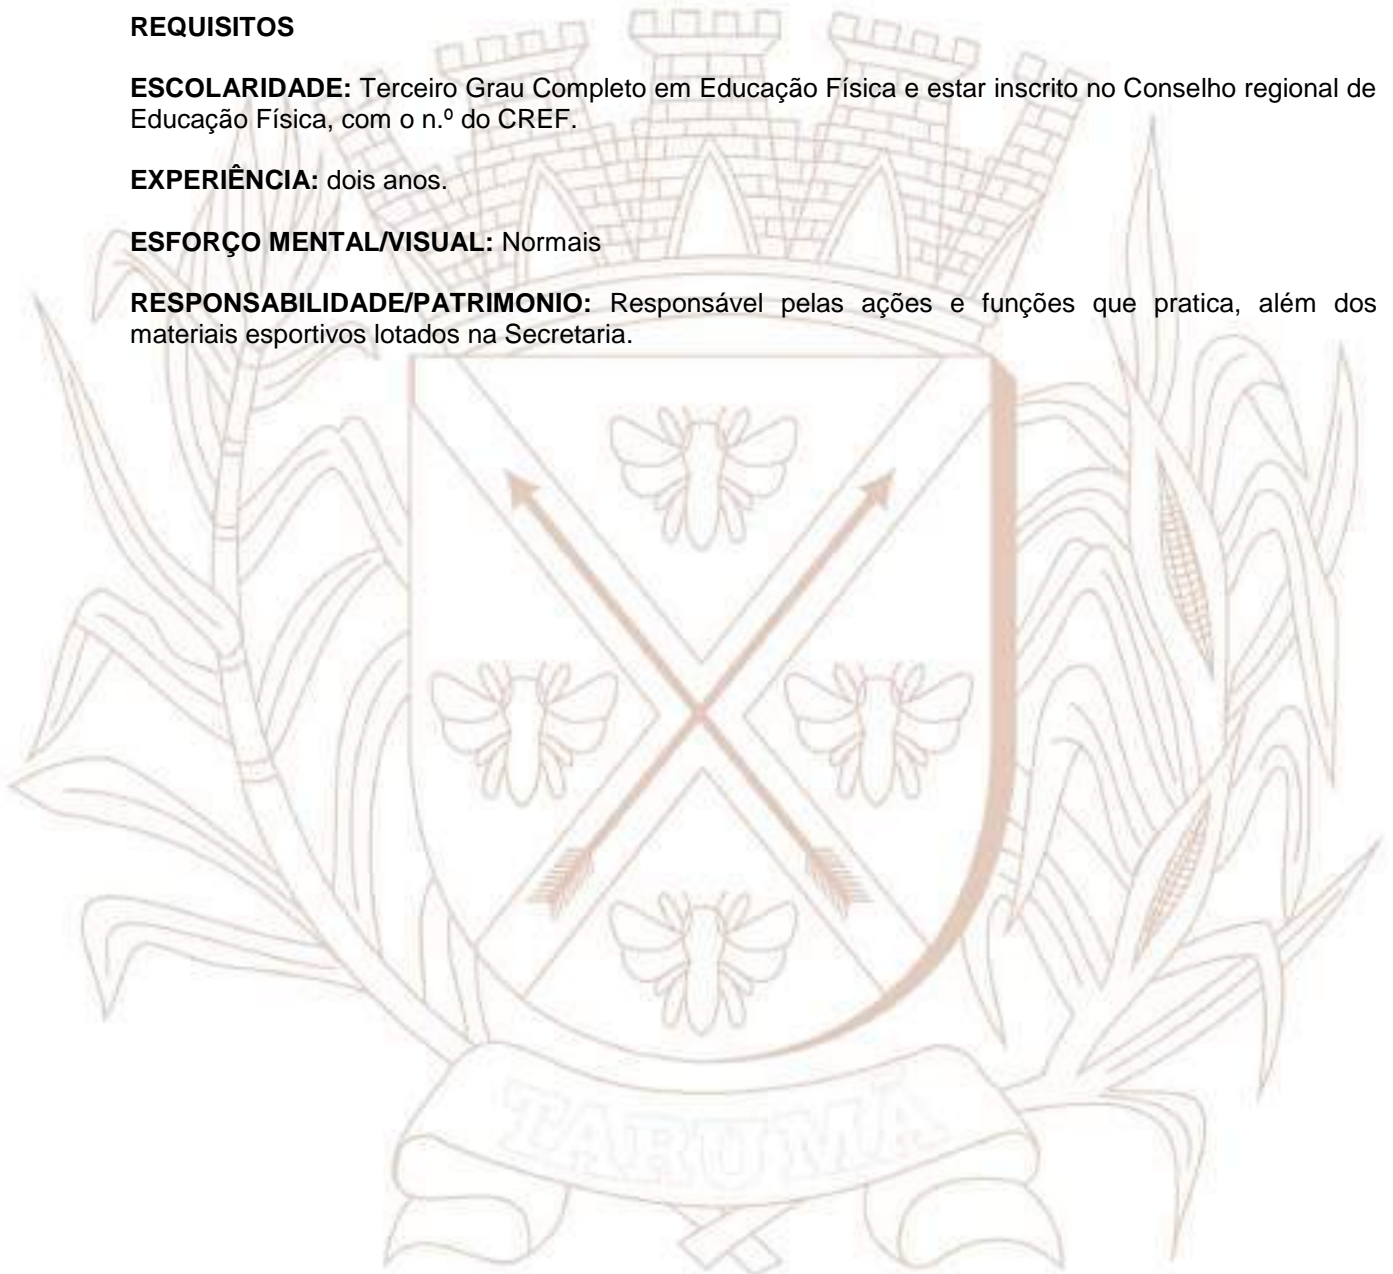 REQUISITOS
ESCOLARIDADE: Terceiro Grau Completo em Educação Física e estar inscrito no Conselho regional de
Educação Física, com o n.º do CREF.
EXPERIÊNCIA: dois anos.
ESFORÇO MENTAL/VISUAL: Normais
RESPONSABILIDADE/PATRIMONIO: Responsável pelas ações e funções que pratica, além dos
materiais esportivos lotados na Secretaria.
TARUMÃ